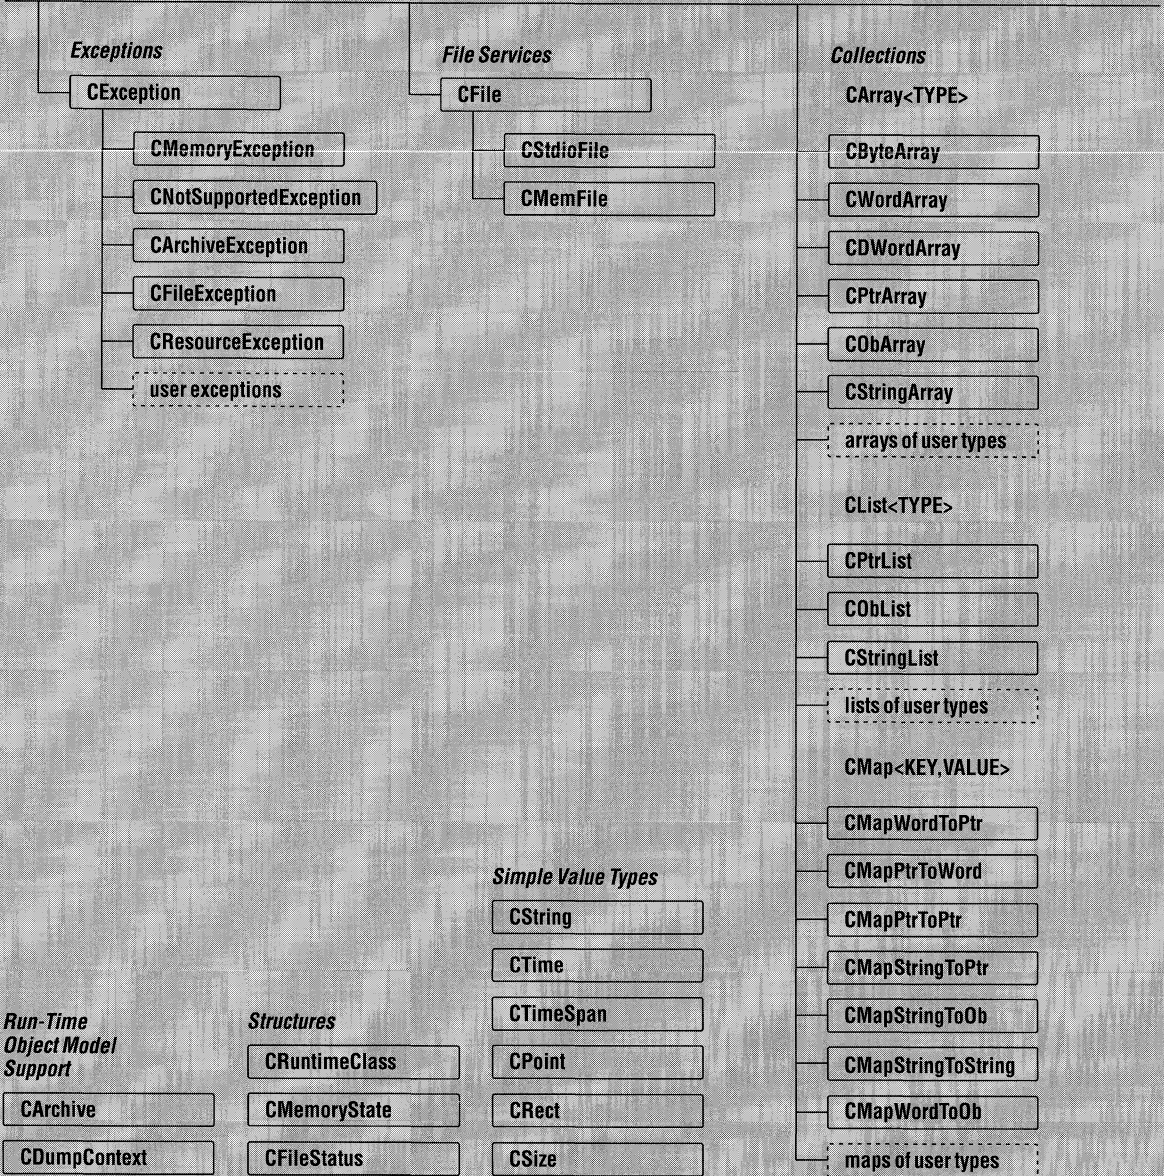 Exceptions
CException
CMemoryException
CNotSupportedException
CArchiveException
CFileException
CResourceException
user exceptions
File Services
CFile
CStdioFile
CMemFile
Collections
CArray<TYPE>
CByteArray
CWordArray
CDWordArray
CPtrArray
CObArray
CStringArray
arrays of user types
CList<TYPE>
CPtrList
CObList
CStringList
lists of user types
CMap<KEY,VALUE>
CMapWordToPtr
CMapPtrToWord
CMapPtrToPtr
CMapStringToPtr
CMapStringToOb
CMapStringToString
CMapWordToOb
maps of user types
Simple Value Types
CString
CTime
CTimeSpan
CPoint
CRect
CSize
Structures
CRuntimeClass
CMemoryState
CFileStatus
Run-Time
Object Model
Support
CArchive
CDumpContext